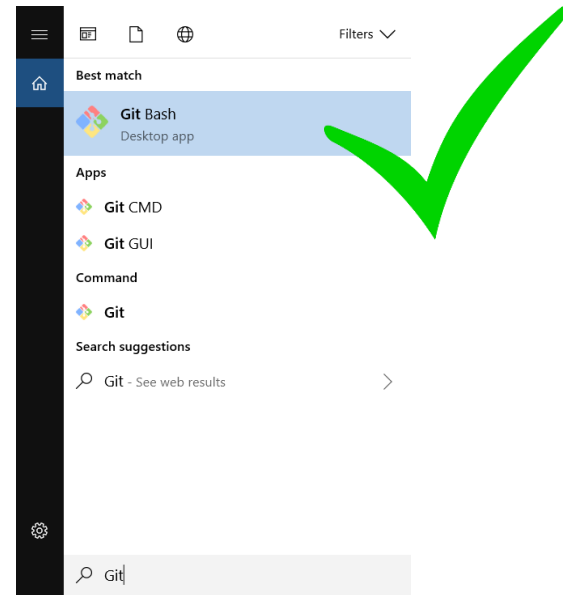 Filters
Best match
Git Bash
Desktop app
Apps
Git CMD
Git GUI
Command
Git
Search suggestions
Git - See web results
Git